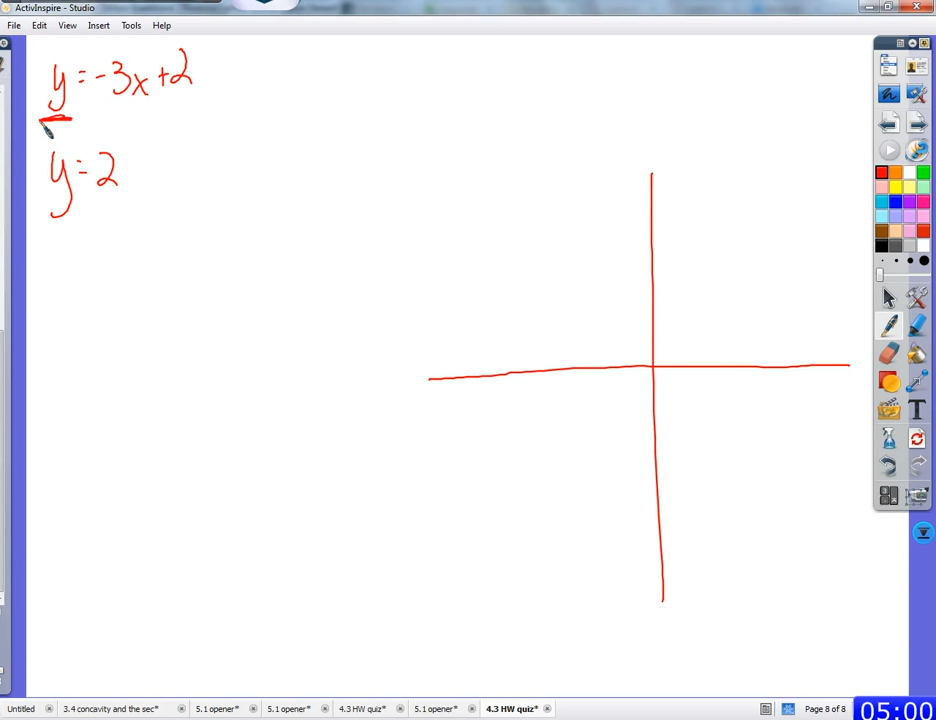 ActivInspire - Studio
File Edit View Insert Tools Help
y = -3x + 2
y = 2
Untitled 3.4 concavity and the sec* 5.1 opener* 5.1 opener* 4.3 HW quiz* 5.1 opener* 4.3 HW quiz* Page 8 of 8
05:00